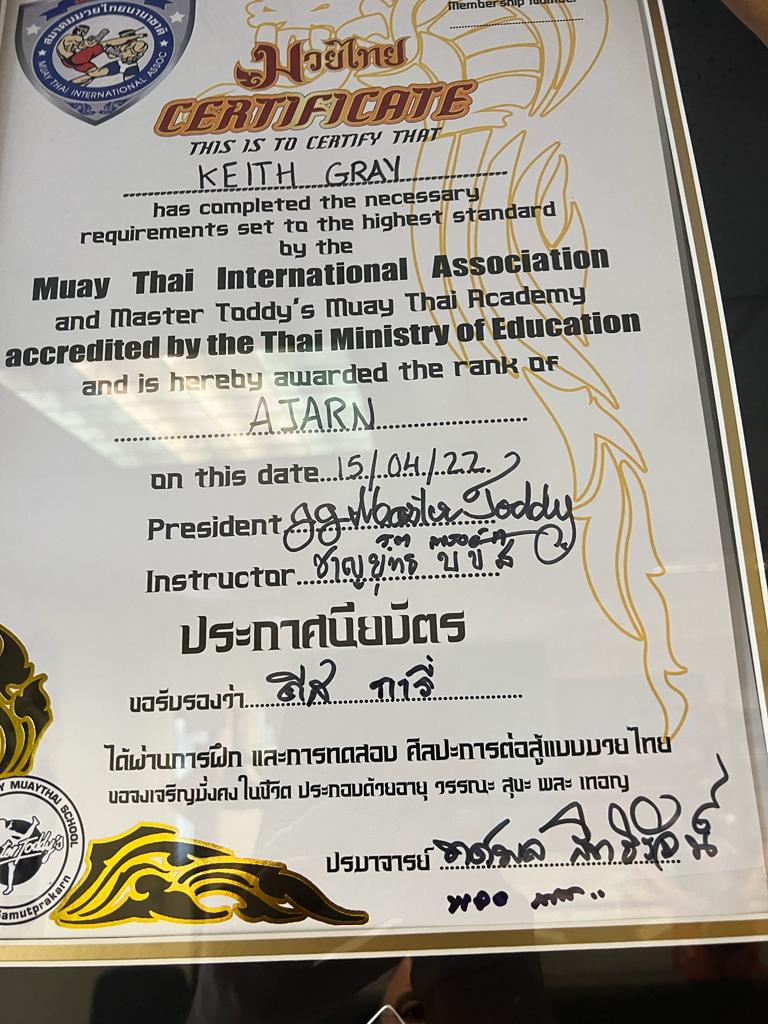 Membership Number
สมาคมมวยไทยนานาชาติ
MUAY THAI INTERNATIONAL ASSOC
มวยไทย
CERTIFICATE
THIS IS TO CERTIFY THAT
KEITH GRAY
has completed the necessary
requirements set to the highest standard
by the
Muay Thai International Association
and Master Toddy's Muay Thai Academy
accredited by the Thai Ministry of Education
and is hereby awarded the rank of
AJARN
on this date...15/04/22
President Master Toddy
Instructor...ชาญยุทธ
ประกาศนียบัตร
ขอรับรองว่า...คีส การี่
ได้ผ่านการฝึก และการทดสอบ ศิลปะการต่อสู้แบบมวยไทย
ขอจงเจริญมั่งคงในชีวิต ประกอบด้วยอายุ วรรณะ สุขะ พละ เทอญ
ปรมาจารย์
Y MUAYTHAI SCHOOL
ter Toddy's
amutprakarn